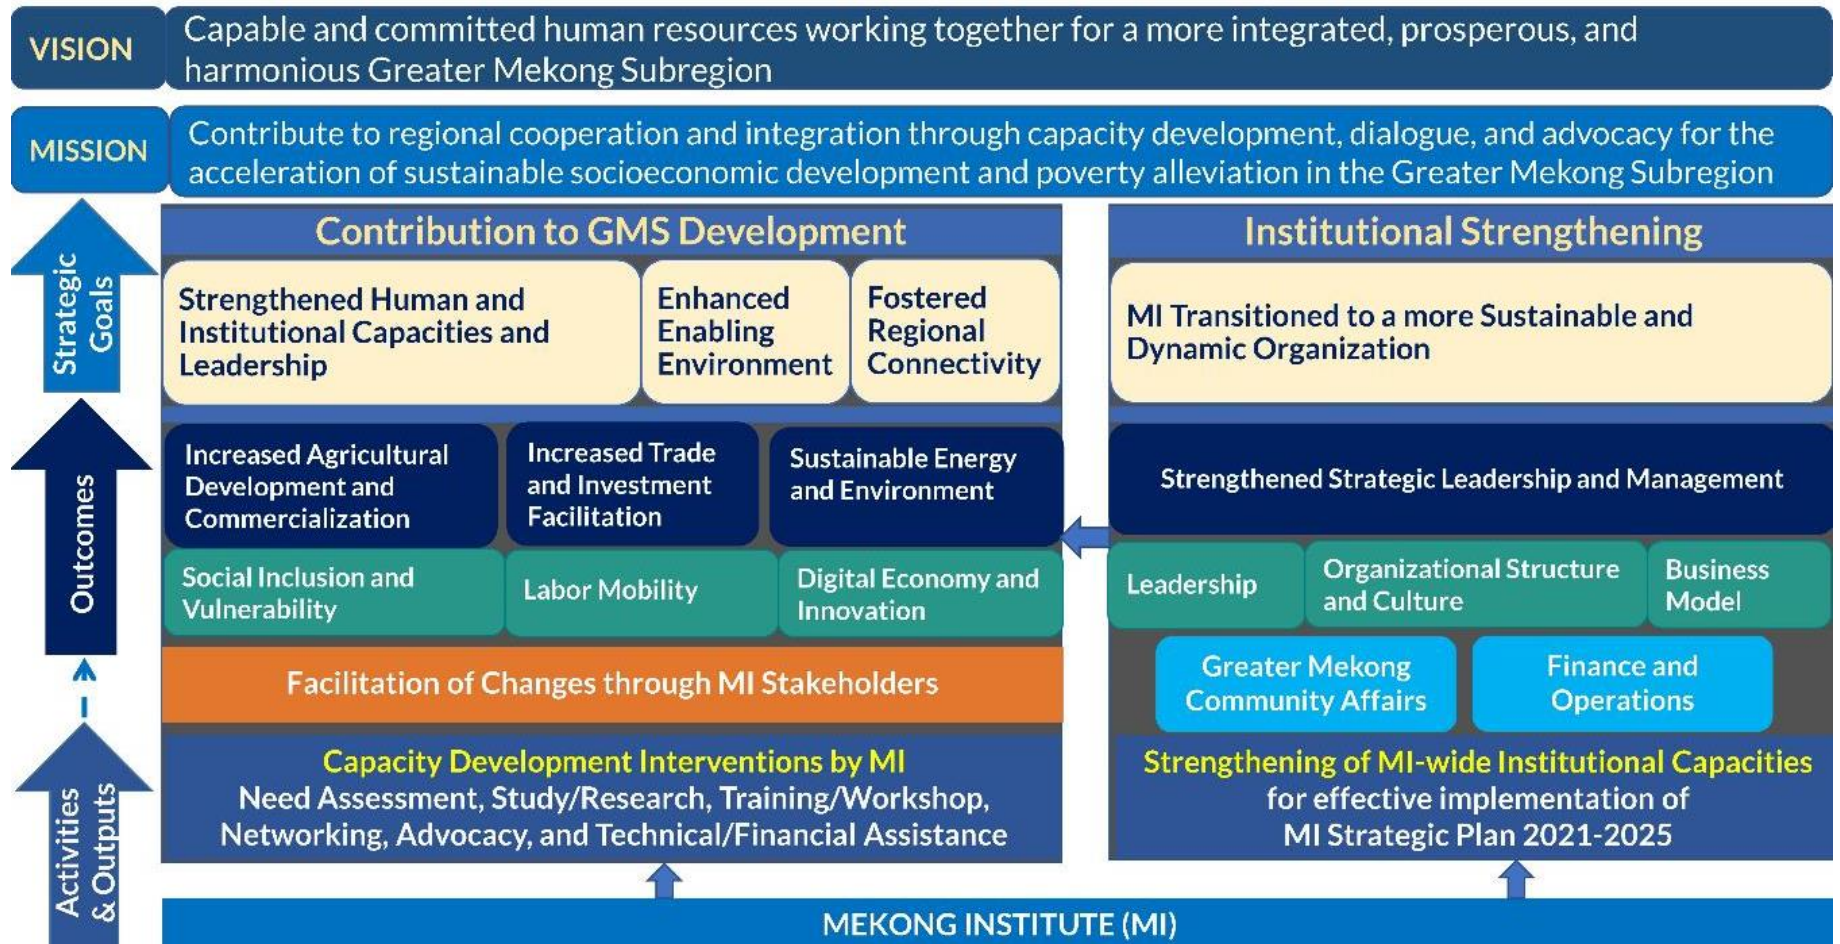 VISION
Capable and committed human resources working together for a more integrated, prosperous, and
harmonious Greater Mekong Subregion
MISSION
Contribute to regional cooperation and integration through capacity development, dialogue, and advocacy for the
acceleration of sustainable socioeconomic development and poverty alleviation in the Greater Mekong Subregion
Strategic
Goals
Contribution to GMS Development
Strengthened Human and
Institutional Capacities and
Leadership
Enhanced
Enabling
Environment
Fostered
Regional
Connectivity
Institutional Strengthening
MI Transitioned to a more Sustainable and
Dynamic Organization
Outcomes
Increased Agricultural
Development and
Commercialization
Increased Trade
and Investment
Facilitation
Sustainable Energy
and Environment
Strengthened Strategic Leadership and Management
Social Inclusion and
Vulnerability
Labor Mobility
Digital Economy and
Innovation
Leadership
Organizational Structure
and Culture
Business
Model
Facilitation of Changes through MI Stakeholders
Greater Mekong
Community Affairs
Finance and
Operations
Activities
& Outputs
Capacity Development Interventions by MI
Need Assessment, Study/Research, Training/Workshop,
Networking, Advocacy, and Technical/Financial Assistance
Strengthening of MI-wide Institutional Capacities
for effective implementation of
MI Strategic Plan 2021-2025
MEKONG INSTITUTE (MI)